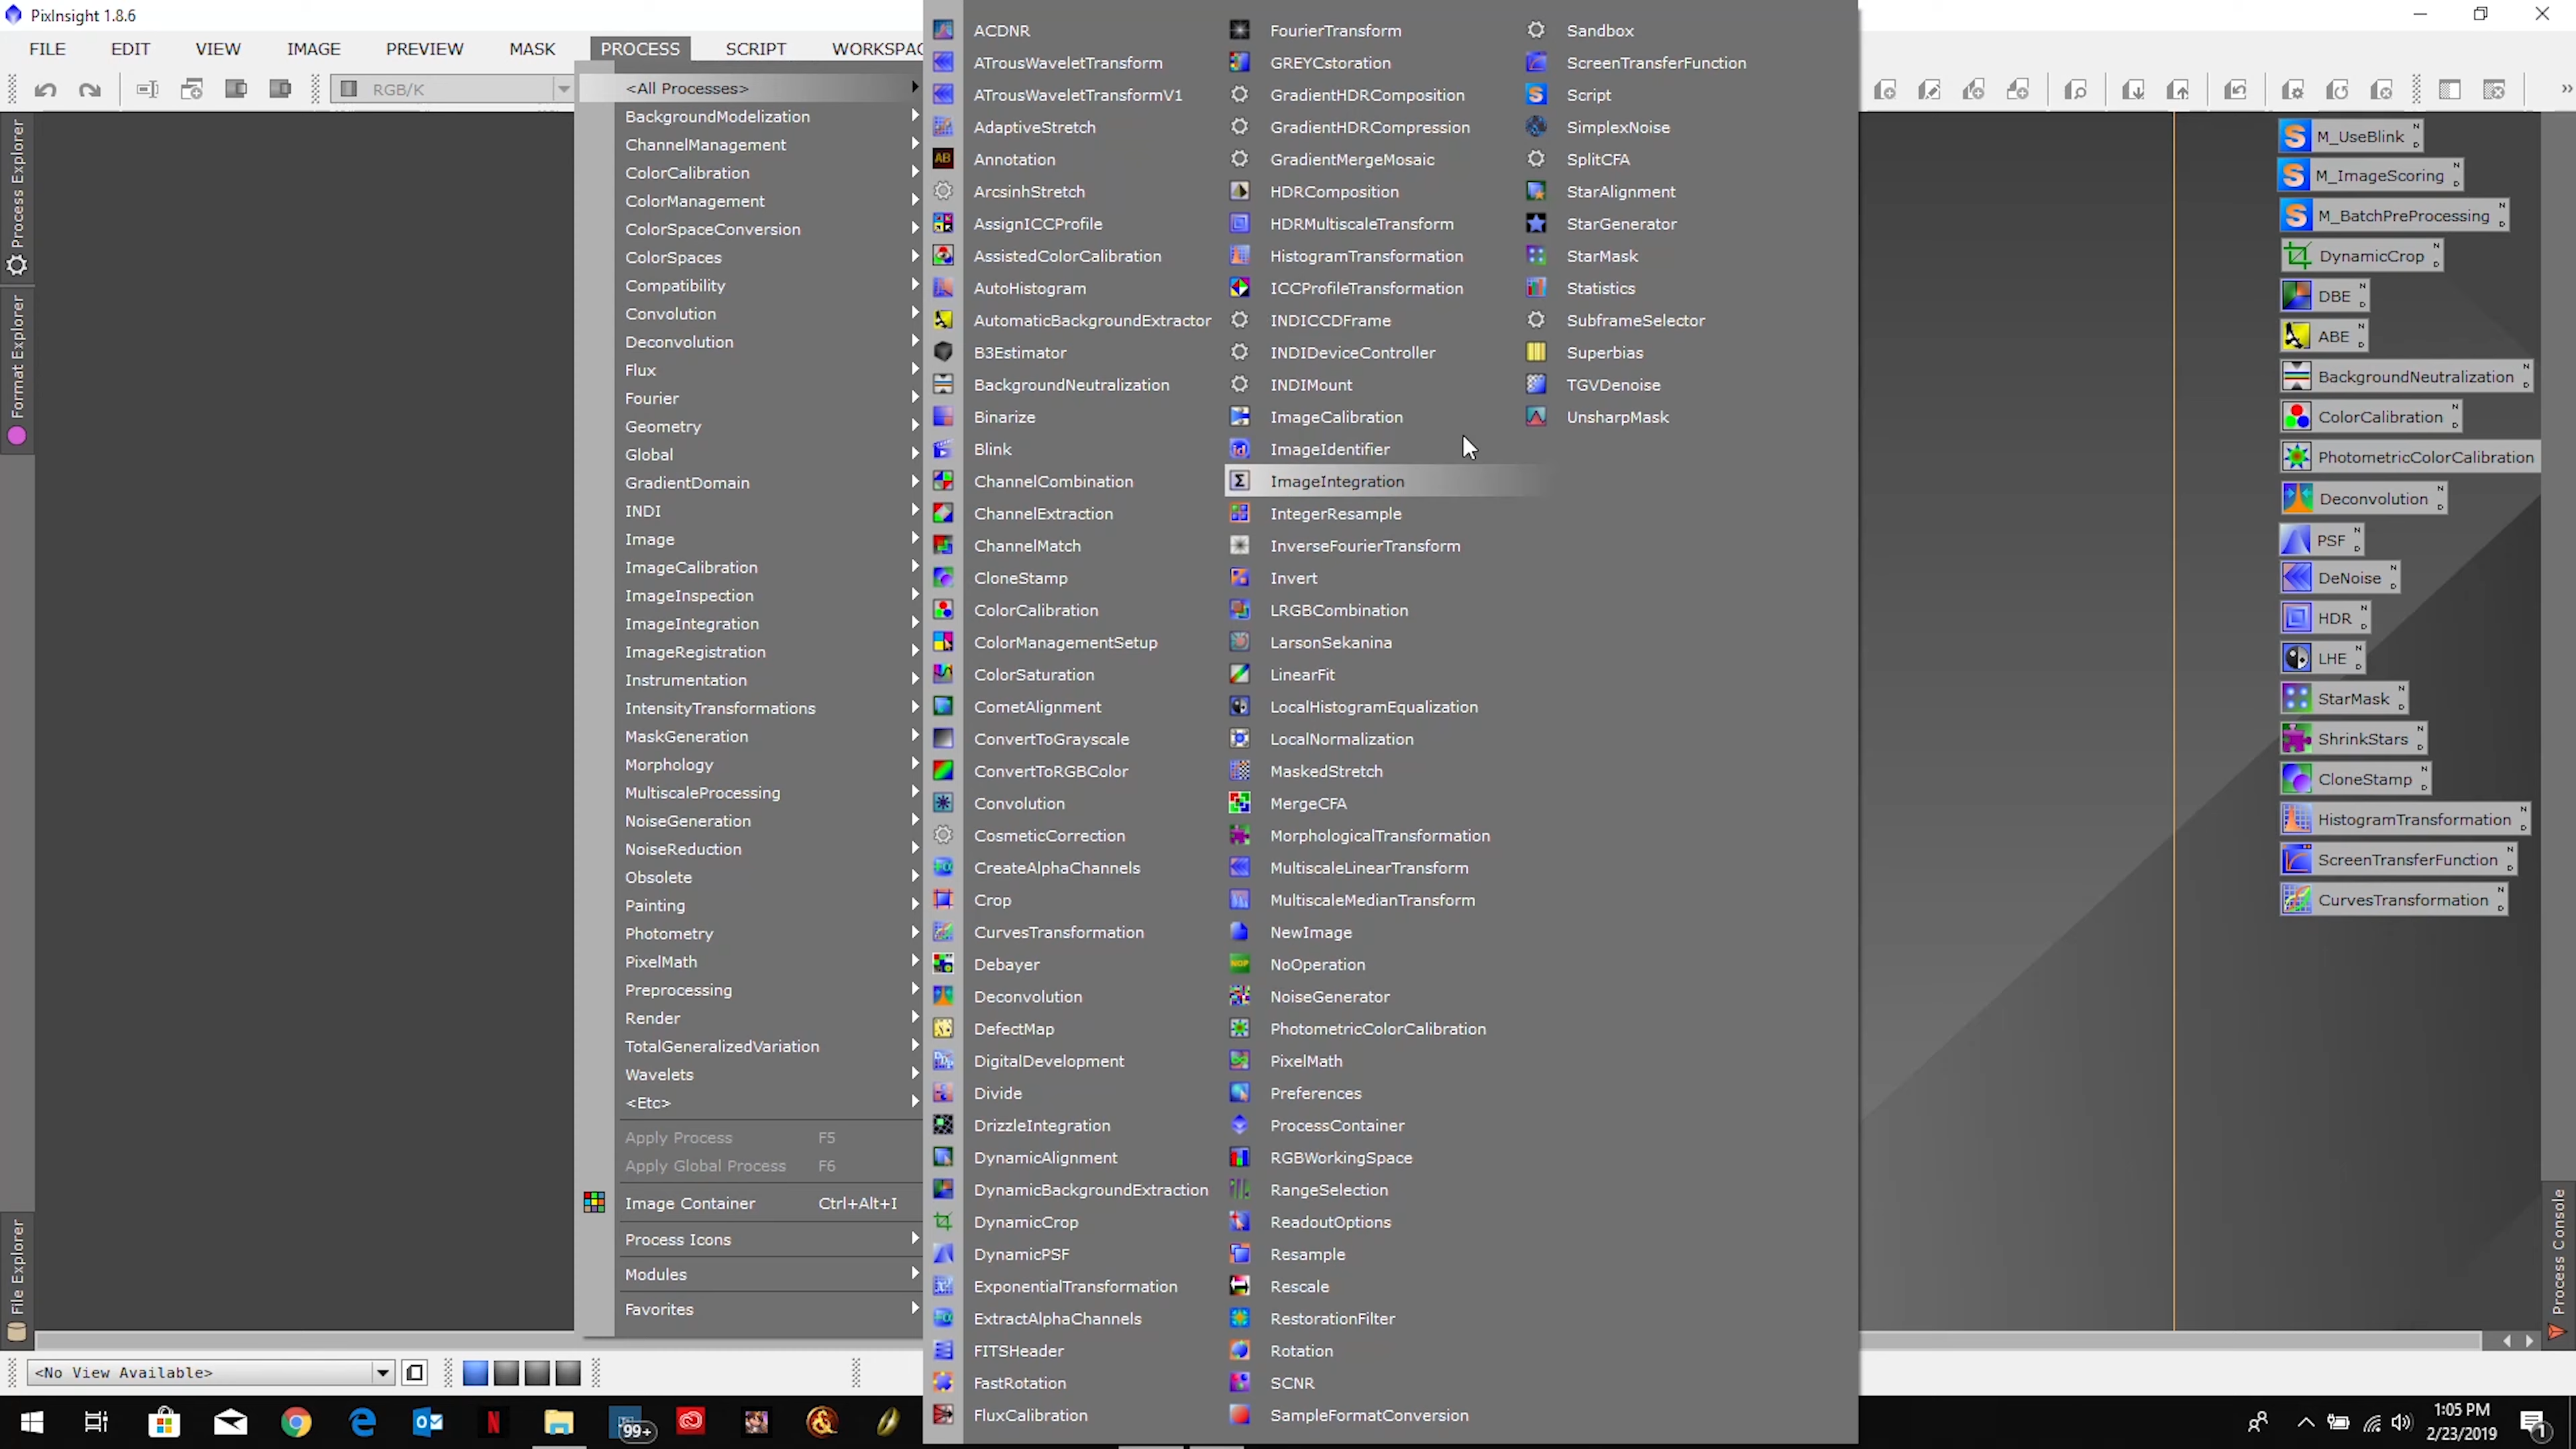 PixInsight 1.8.6
FILE EDIT VIEW IMAGE PREVIEW MASK PROCESS SCRIPT WORKSPAC
RGB/K
Process Explorer
Format Explorer
File Explorer
<All Processes>
BackgroundModelization
ChannelManagement
ColorCalibration
ColorManagement
ColorSpaceConversion
ColorSpaces
Compatibility
Convolution
Deconvolution
Flux
Fourier
Geometry
Global
GradientDomain
INDI
Image
ImageCalibration
ImageInspection
ImageIntegration
ImageRegistration
Instrumentation
IntensityTransformations
MaskGeneration
Morphology
MultiscaleProcessing
NoiseGeneration
NoiseReduction
Obsolete
Painting
Photometry
PixelMath
Preprocessing
Render
TotalGeneralizedVariation
Wavelets
<Etc>
Apply Process F5
Apply Global Process F6
Image Container Ctrl+Alt+I
Process Icons
Modules
Favorites
ACDNR
ATrousWaveletTransform
ATrousWaveletTransformV1
AdaptiveStretch
AB Annotation
ArcsinhStretch
AssignICCProfile
AssistedColorCalibration
AutoHistogram
AutomaticBackgroundExtractor
B3Estimator
BackgroundNeutralization
Binarize
Blink
ChannelCombination
ChannelExtraction
ChannelMatch
CloneStamp
ColorCalibration
ColorManagementSetup
ColorSaturation
CometAlignment
ConvertToGrayscale
ConvertToRGBColor
Convolution
CosmeticCorrection
CreateAlphaChannels
Crop
CurvesTransformation
Debayer
Deconvolution
DefectMap
DigitalDevelopment
Divide
DrizzleIntegration
DynamicAlignment
DynamicBackgroundExtraction
DynamicCrop
DynamicPSF
ExponentialTransformation
ExtractAlphaChannels
FITSHeader
FastRotation
FluxCalibration
FourierTransform
GREYCstoration
GradientHDRComposition
GradientHDRCompression
GradientMergeMosaic
HDRComposition
HDRMultiscaleTransform
HistogramTransformation
ICCProfileTransformation
INDICCDFrame
INDIDeviceController
INDIMount
ImageCalibration
id ImageIdentifier
Σ ImageIntegration
IntegerResample
InverseFourierTransform
Invert
LRGBCombination
LarsonSekanina
LinearFit
LocalHistogramEqualization
LocalNormalization
MaskedStretch
MergeCFA
MorphologicalTransformation
MultiscaleLinearTransform
MultiscaleMedianTransform
NewImage
NOP NoOperation
NoiseGenerator
PhotometricColorCalibration
PixelMath
Preferences
ProcessContainer
RGBWorkingSpace
RangeSelection
ReadoutOptions
Resample
Rescale
RestorationFilter
Rotation
SCNR
SampleFormatConversion
Sandbox
ScreenTransferFunction
S Script
SimplexNoise
SplitCFA
StarAlignment
StarGenerator
StarMask
Statistics
SubframeSelector
Superbias
TGVDenoise
UnsharpMask
S M_UseBlink N D
S M_ImageScoring N D
S M_BatchPreProcessing N D
DynamicCrop N D
DBE N D
ABE N D
BackgroundNeutralization N D
ColorCalibration N D
PhotometricColorCalibration
Deconvolution N D
PSF N D
DeNoise N D
HDR N D
LHE N D
StarMask N D
ShrinkStars N D
CloneStamp N D
HistogramTransformation N D
ScreenTransferFunction N D
CurvesTransformation N D
Process Console
<No View Available>
99+
1:05 PM
2/23/2019
1